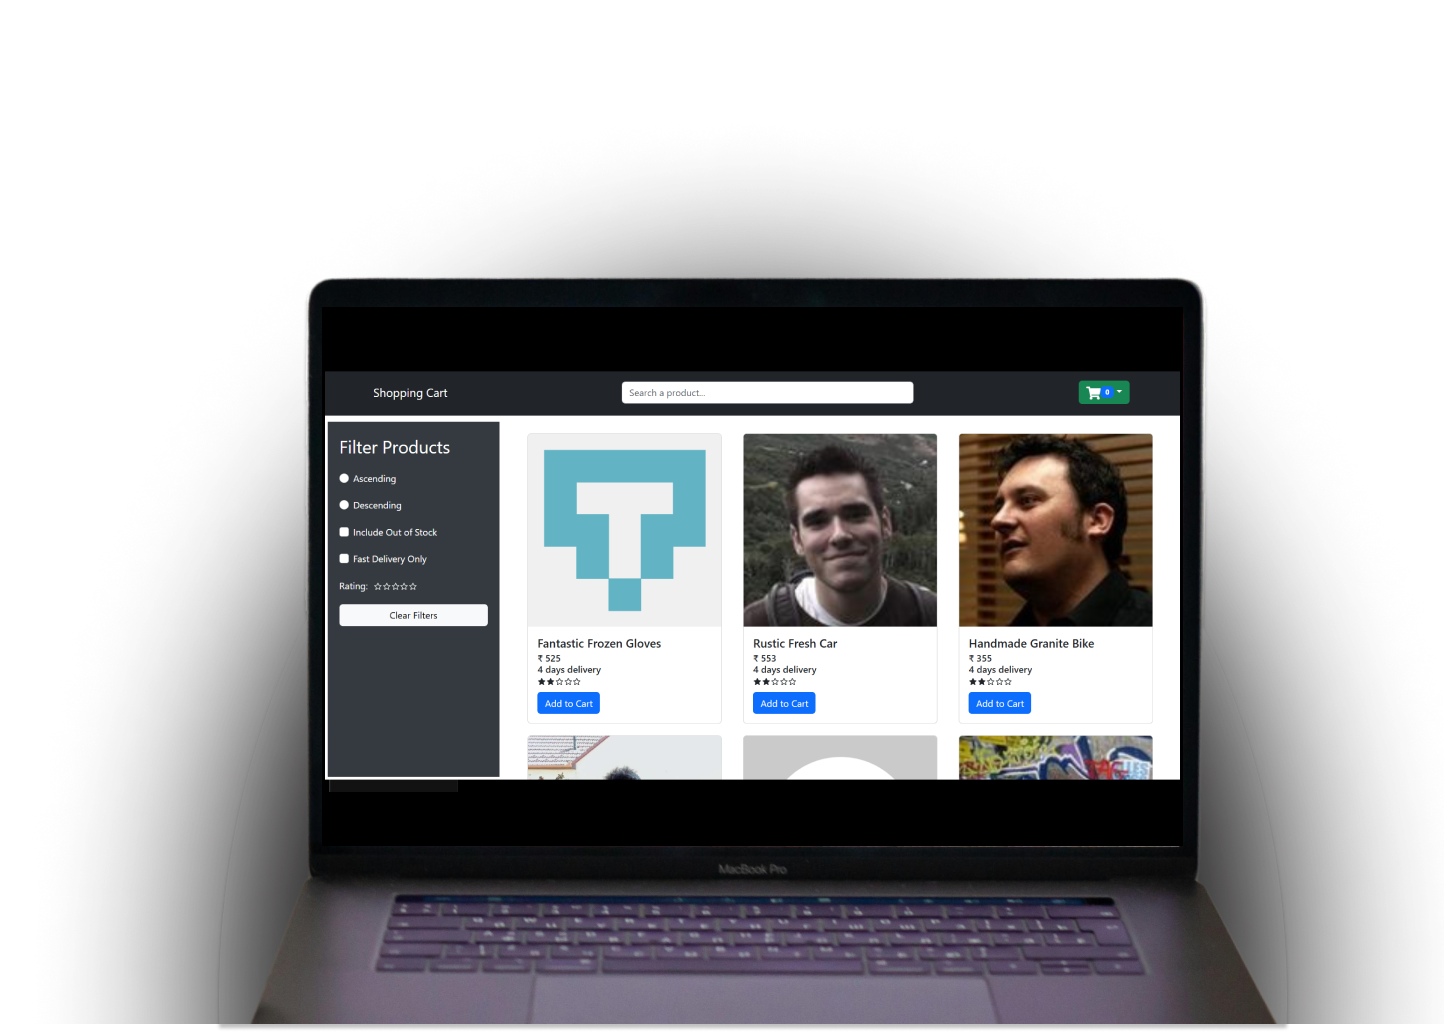 Shopping Cart
Search a product...
0
Filter Products
Ascending
Descending
Include Out of Stock
Fast Delivery Only
Rating: ☆☆☆☆☆
Clear Filters
Fantastic Frozen Gloves
₹ 525
4 days delivery
★★☆☆☆
Add to Cart
Rustic Fresh Car
₹ 553
4 days delivery
★★☆☆☆
Add to Cart
Handmade Granite Bike
₹ 355
4 days delivery
★★☆☆☆
Add to Cart
MacBook Pro